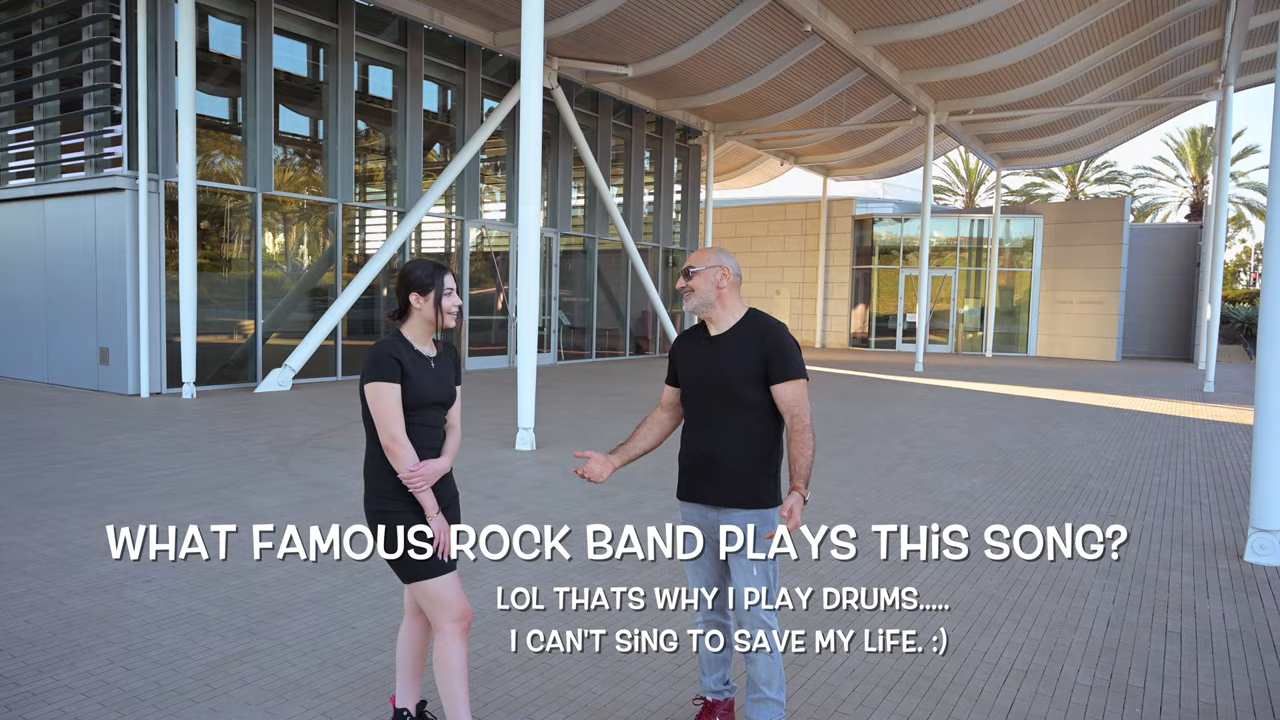 WHAT FAMOUS ROCK BAND PLAYS THiS SONG?
LOL THATS WHY I PLAY DRUMS.....
I CAN'T SiNG TO SAVE MY LiFE. :)